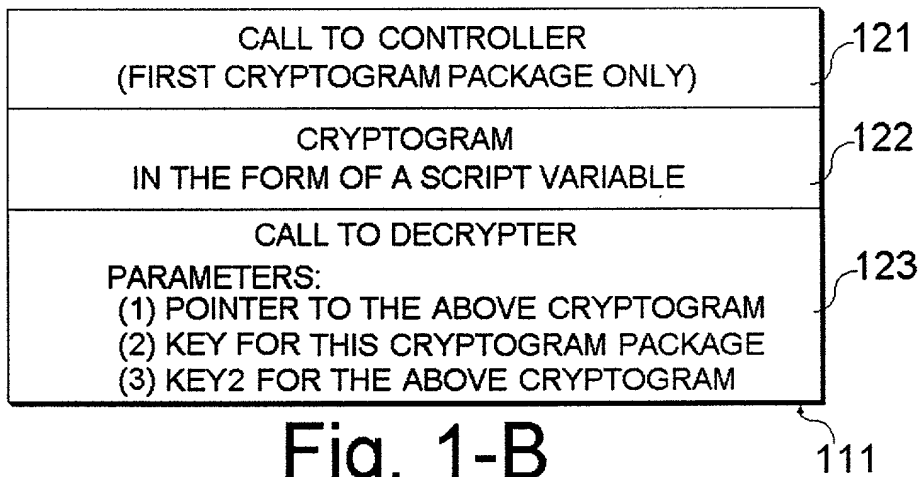 CALL TO CONTROLLER
(FIRST CRYPTOGRAM PACKAGE ONLY)
121
CRYPTOGRAM
IN THE FORM OF A SCRIPT VARIABLE
122
CALL TO DECRYPTER
PARAMETERS:
(1) POINTER TO THE ABOVE CRYPTOGRAM
(2) KEY FOR THIS CRYPTOGRAM PACKAGE
(3) KEY2 FOR THE ABOVE CRYPTOGRAM
123
111
Fig. 1-B